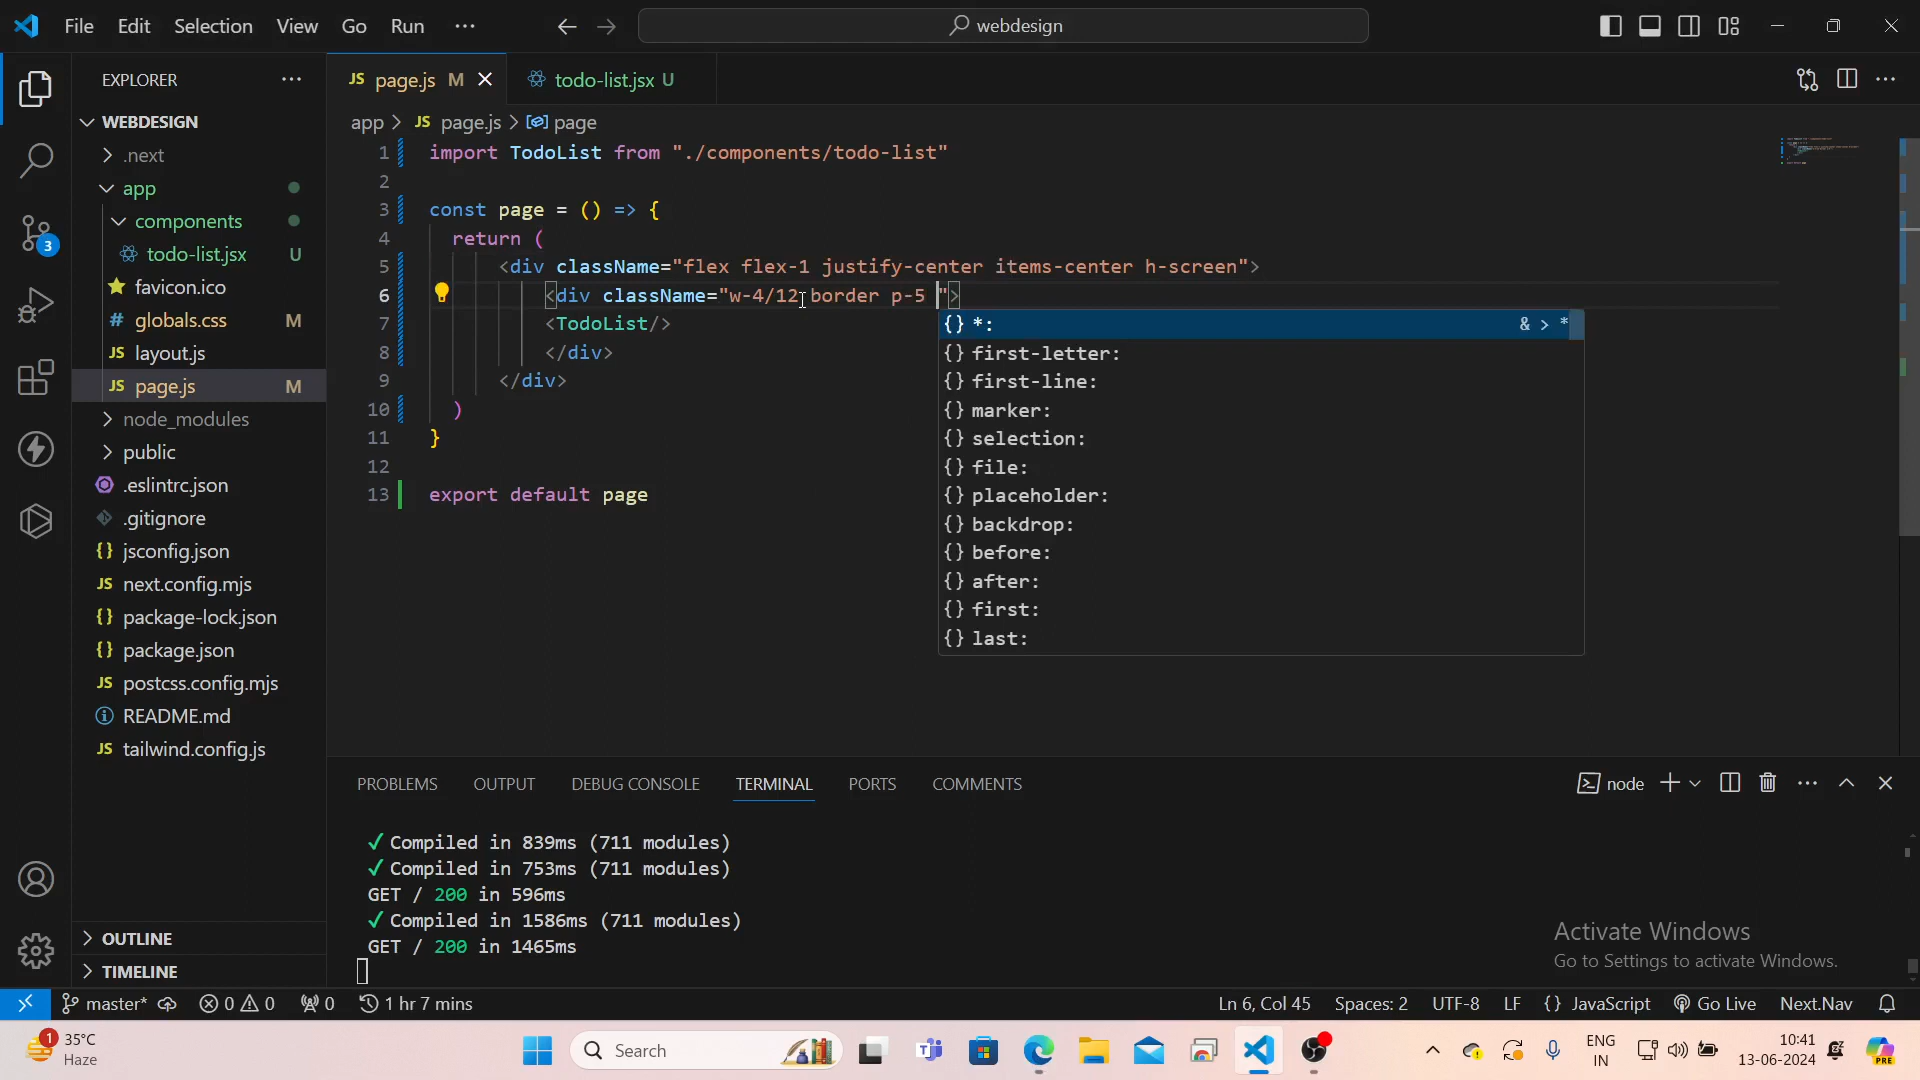 File Edit Selection View Go Run ···
webdesign
EXPLORER ···
JS page.js M
todo-list.jsx U
WEBDESIGN
.next
app
components
todo-list.jsx U
favicon.ico
# globals.css M
JS layout.js
JS page.js M
node_modules
public
.eslintrc.json
.gitignore
{} jsconfig.json
JS next.config.mjs
{} package-lock.json
{} package.json
JS postcss.config.mjs
README.md
JS tailwind.config.js
OUTLINE
TIMELINE
app > JS page.js > page
1 import TodoList from "./components/todo-list"
2
3 const page = () => {
4 return (
5 <div className="flex flex-1 justify-center items-center h-screen">
6 <div className="w-4/12 border p-5 ">
7 <TodoList/>
8 </div>
9 </div>
10 )
11 }
12
13 export default page
{} *: & > *
{} first-letter:
{} first-line:
{} marker:
{} selection:
{} file:
{} placeholder:
{} backdrop:
{} before:
{} after:
{} first:
{} last:
PROBLEMS OUTPUT DEBUG CONSOLE TERMINAL PORTS COMMENTS
node
✓ Compiled in 839ms (711 modules)
✓ Compiled in 753ms (711 modules)
GET / 200 in 596ms
✓ Compiled in 1586ms (711 modules)
GET / 200 in 1465ms
Activate Windows
Go to Settings to activate Windows.
3
master* 0 0 0 1 hr 7 mins
Ln 6, Col 45 Spaces: 2 UTF-8 LF {} JavaScript Go Live Next.Nav
1
35°C
Haze
Search
ENG
IN
10:41
13-06-2024
PRE